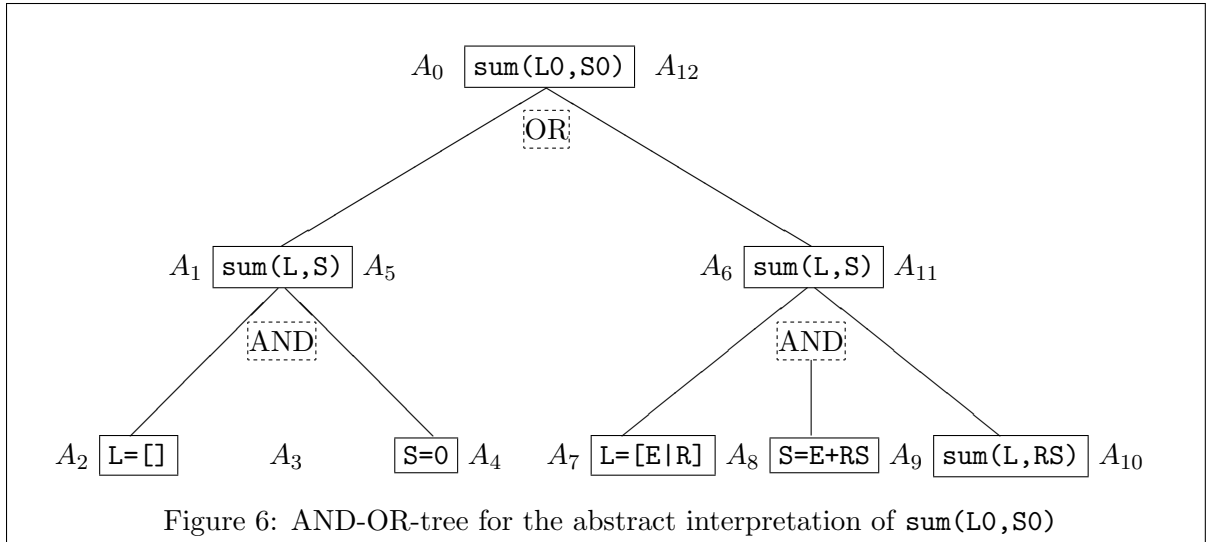 A₀ sum(L0,S0) A₁₂
OR
A₁ sum(L,S) A₅ A₆ sum(L,S) A₁₁
AND AND
A₂ L=[] A₃ S=0 A₄ A₇ L=[E|R] A₈ S=E+RS A₉ sum(L,RS) A₁₀
Figure 6: AND-OR-tree for the abstract interpretation of sum(L0,S0)